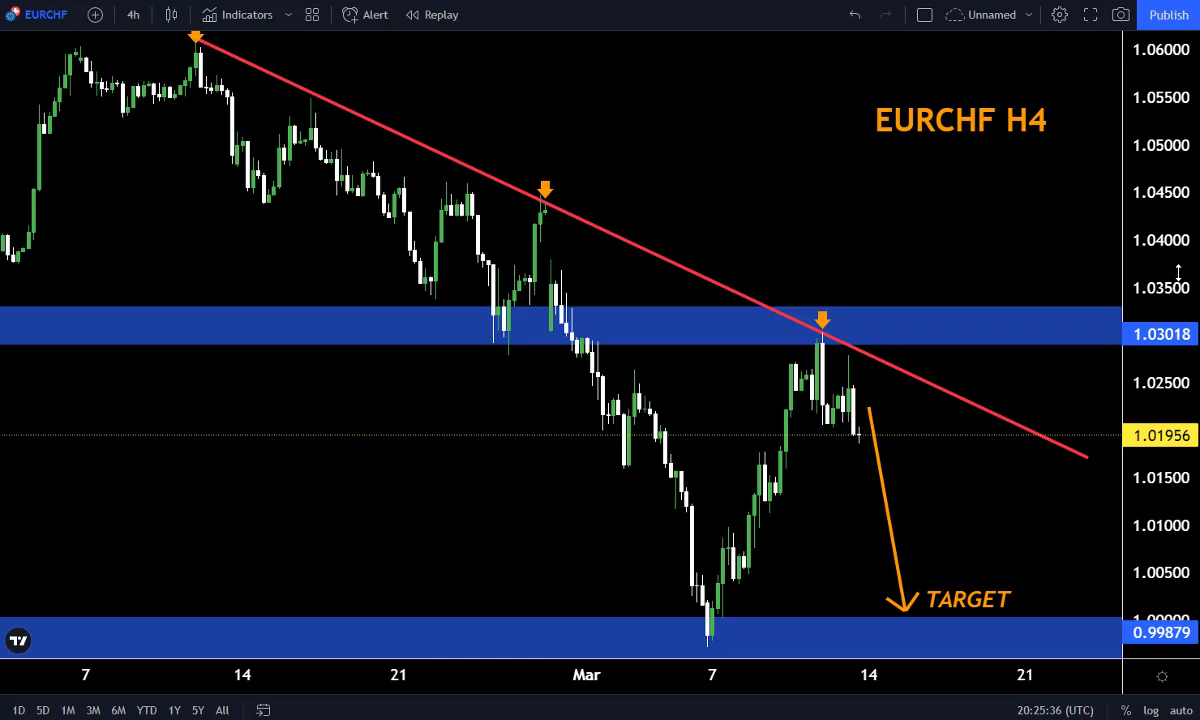 EURCHF 4h Indicators Alert Replay Unnamed Publish
1.06000
1.05500
EURCHF H4
1.05000
1.04500
1.04000
1.03500
1.03018
1.02500
1.01956
1.01500
1.01000
1.00500
TARGET
1.00000
0.99879
7 14 21 Mar 7 14 21
1D 5D 1M 3M 6M YTD 1Y 5Y All 20:25:36 (UTC) % log auto